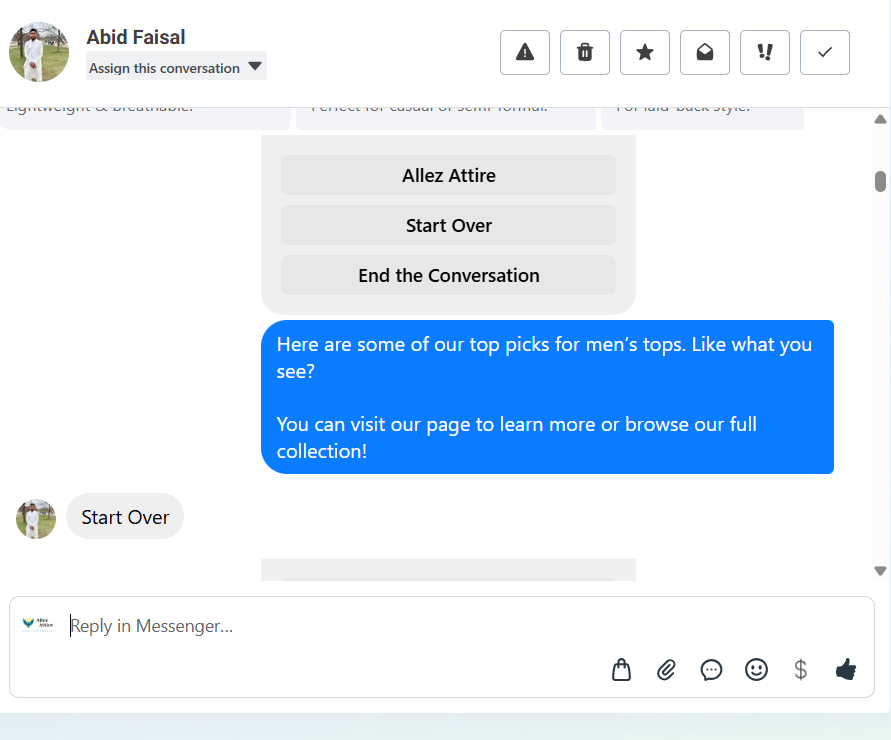 Abid Faisal
Assign this conversation
Lightweight & breathable.
Perfect for casual or semi-formal.
For laid-back style.
Allez Attire
Start Over
End the Conversation
Here are some of our top picks for men’s tops. Like what you
see?
You can visit our page to learn more or browse our full
collection!
Start Over
Allez
Attire
Reply in Messenger...